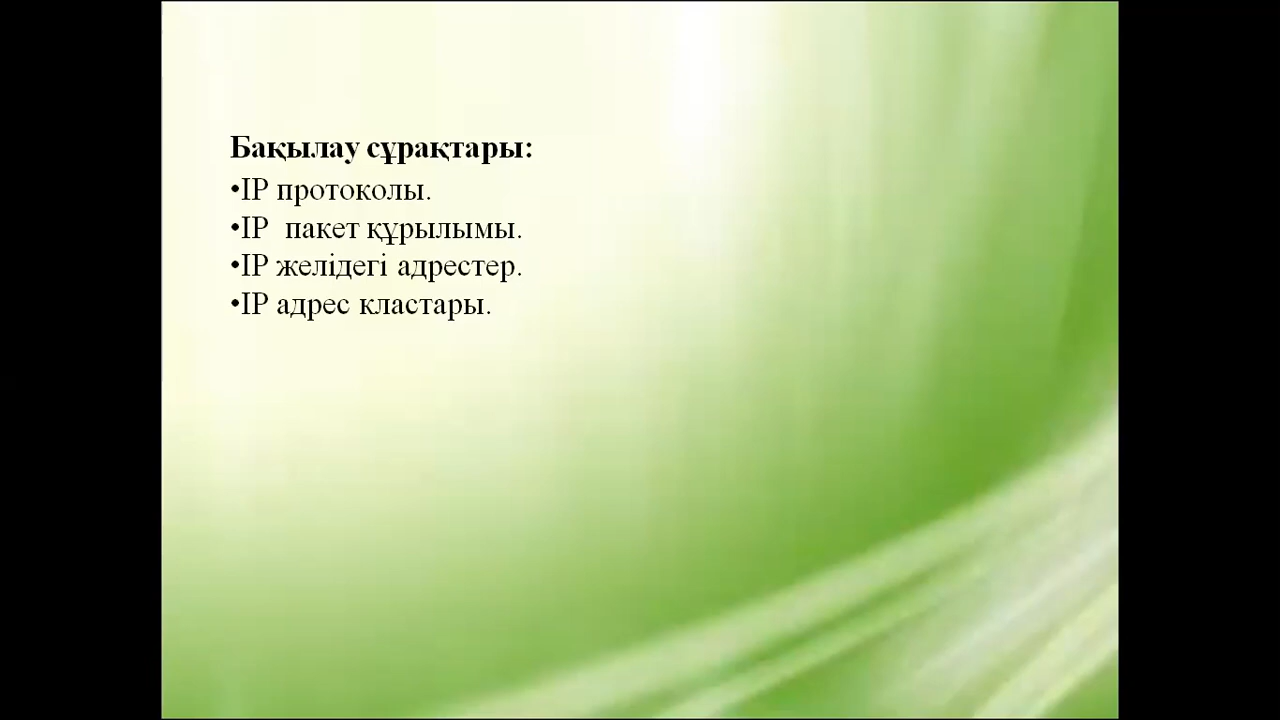 Бақылау сұрақтары:
•IP протоколы.
•IP  пакет құрылымы.
•IP желідегі адрестер.
•IP адрес кластары.